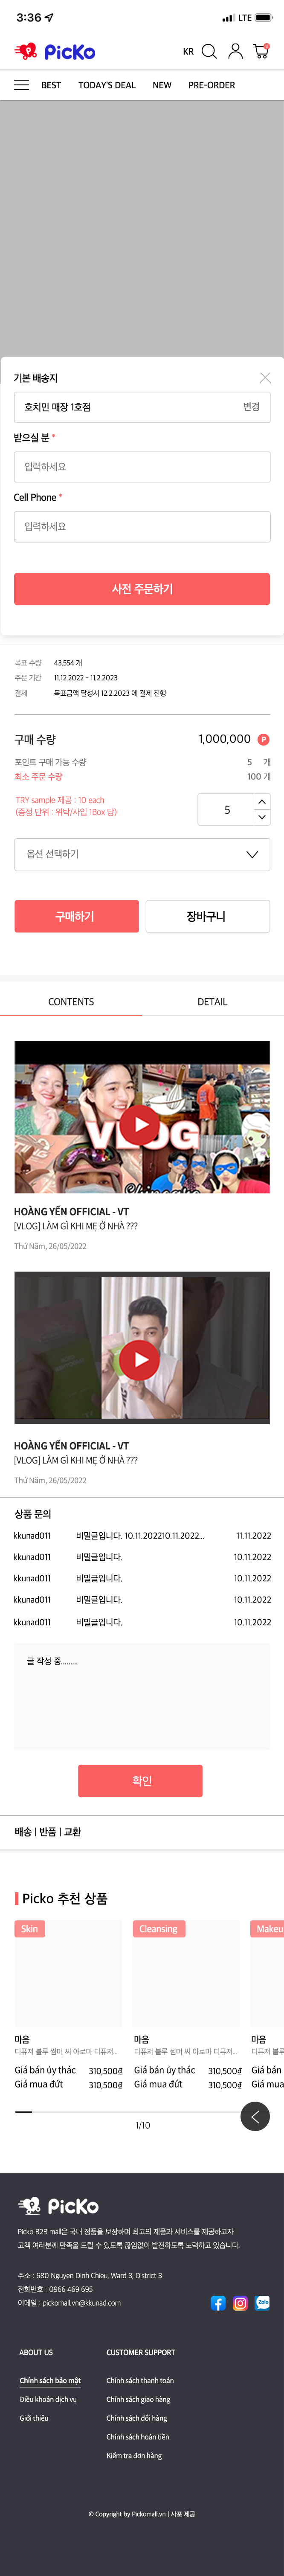 3:36
LTE
PicKo
KR
BEST TODAY'S DEAL NEW PRE-ORDER
기본 배송지
호치민 매장 1호점 변경
받으실 분 *
입력하세요
Cell Phone *
입력하세요
사전 주문하기
목표 수량 43,554 개
주문 기간 11.12.2022 - 11.2.2023
결제 목표금액 달성시 12.2.2023 에 결제 진행
구매 수량 1,000,000 P
포인트 구매 가능 수량 5 개
최소 주문 수량 100 개
TRY sample 제공 : 10 each
(증정 단위 : 위탁/사입 1Box 당)
5
옵션 선택하기
구매하기 장바구니
CONTENTS DETAIL
VLOG
HOÀNG YẾN OFFICIAL - VT
[VLOG] LÀM GÌ KHI MẸ Ở NHÀ ???
Thứ Năm, 26/05/2022
HOÀNG YẾN OFFICIAL - VT
[VLOG] LÀM GÌ KHI MẸ Ở NHÀ ???
Thứ Năm, 26/05/2022
상품 문의
kkunad011 비밀글입니다. 10.11.202210.11.2022... 11.11.2022
kkunad011 비밀글입니다. 10.11.2022
kkunad011 비밀글입니다. 10.11.2022
kkunad011 비밀글입니다. 10.11.2022
kkunad011 비밀글입니다. 10.11.2022
글 작성 중.........
확인
배송 | 반품 | 교환
Picko 추천 상품
Skin Cleansing Makeu
마음 마음 마음
디퓨저 블루 썸머 씨 아로마 디퓨저... 디퓨저 블루 썸머 씨 아로마 디퓨저... 디퓨저 블루
Giá bán ủy thác 310,500₫ Giá bán ủy thác 310,500₫ Giá bán
Giá mua đứt 310,500₫ Giá mua đứt 310,500₫ Giá mua
1/10
PicKo
Picko B2B mall은 국내 정품을 보장하며 최고의 제품과 서비스를 제공하고자
고객 여러분께 만족을 드릴 수 있도록 끊임없이 발전하도록 노력하고 있습니다.
주소 : 680 Nguyen Dinh Chieu, Ward 3, District 3
전화번호 : 0966 469 695
이메일 : pickomall.vn@kkunad.com
Zalo
ABOUT US CUSTOMER SUPPORT
Chính sách bảo mật Chính sách thanh toán
Điều khoản dịch vụ Chính sách giao hàng
Giới thiệu Chính sách đổi hàng
Chính sách hoàn tiền
Kiểm tra đơn hàng
© Copyright by Pickomall.vn | 사포 제공